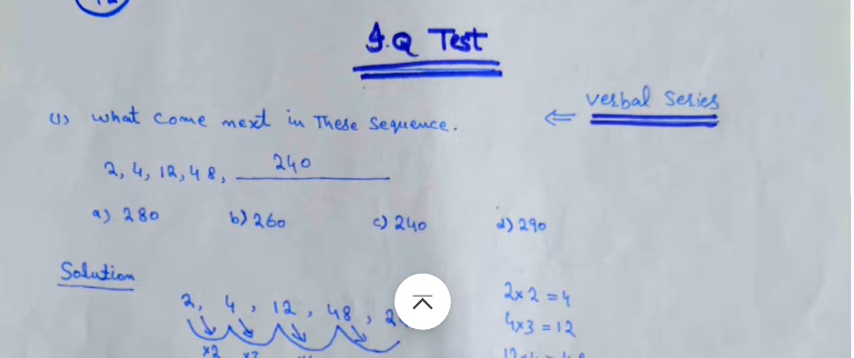 I.Q Test
(1) What come next in These Sequence.
⇐ Verbal Series
2, 4, 12, 48, 240
a) 280 b) 260 c) 240 d) 290
Solution
2, 4, 12, 48,
2x2 = 4
4x3 = 12
x2